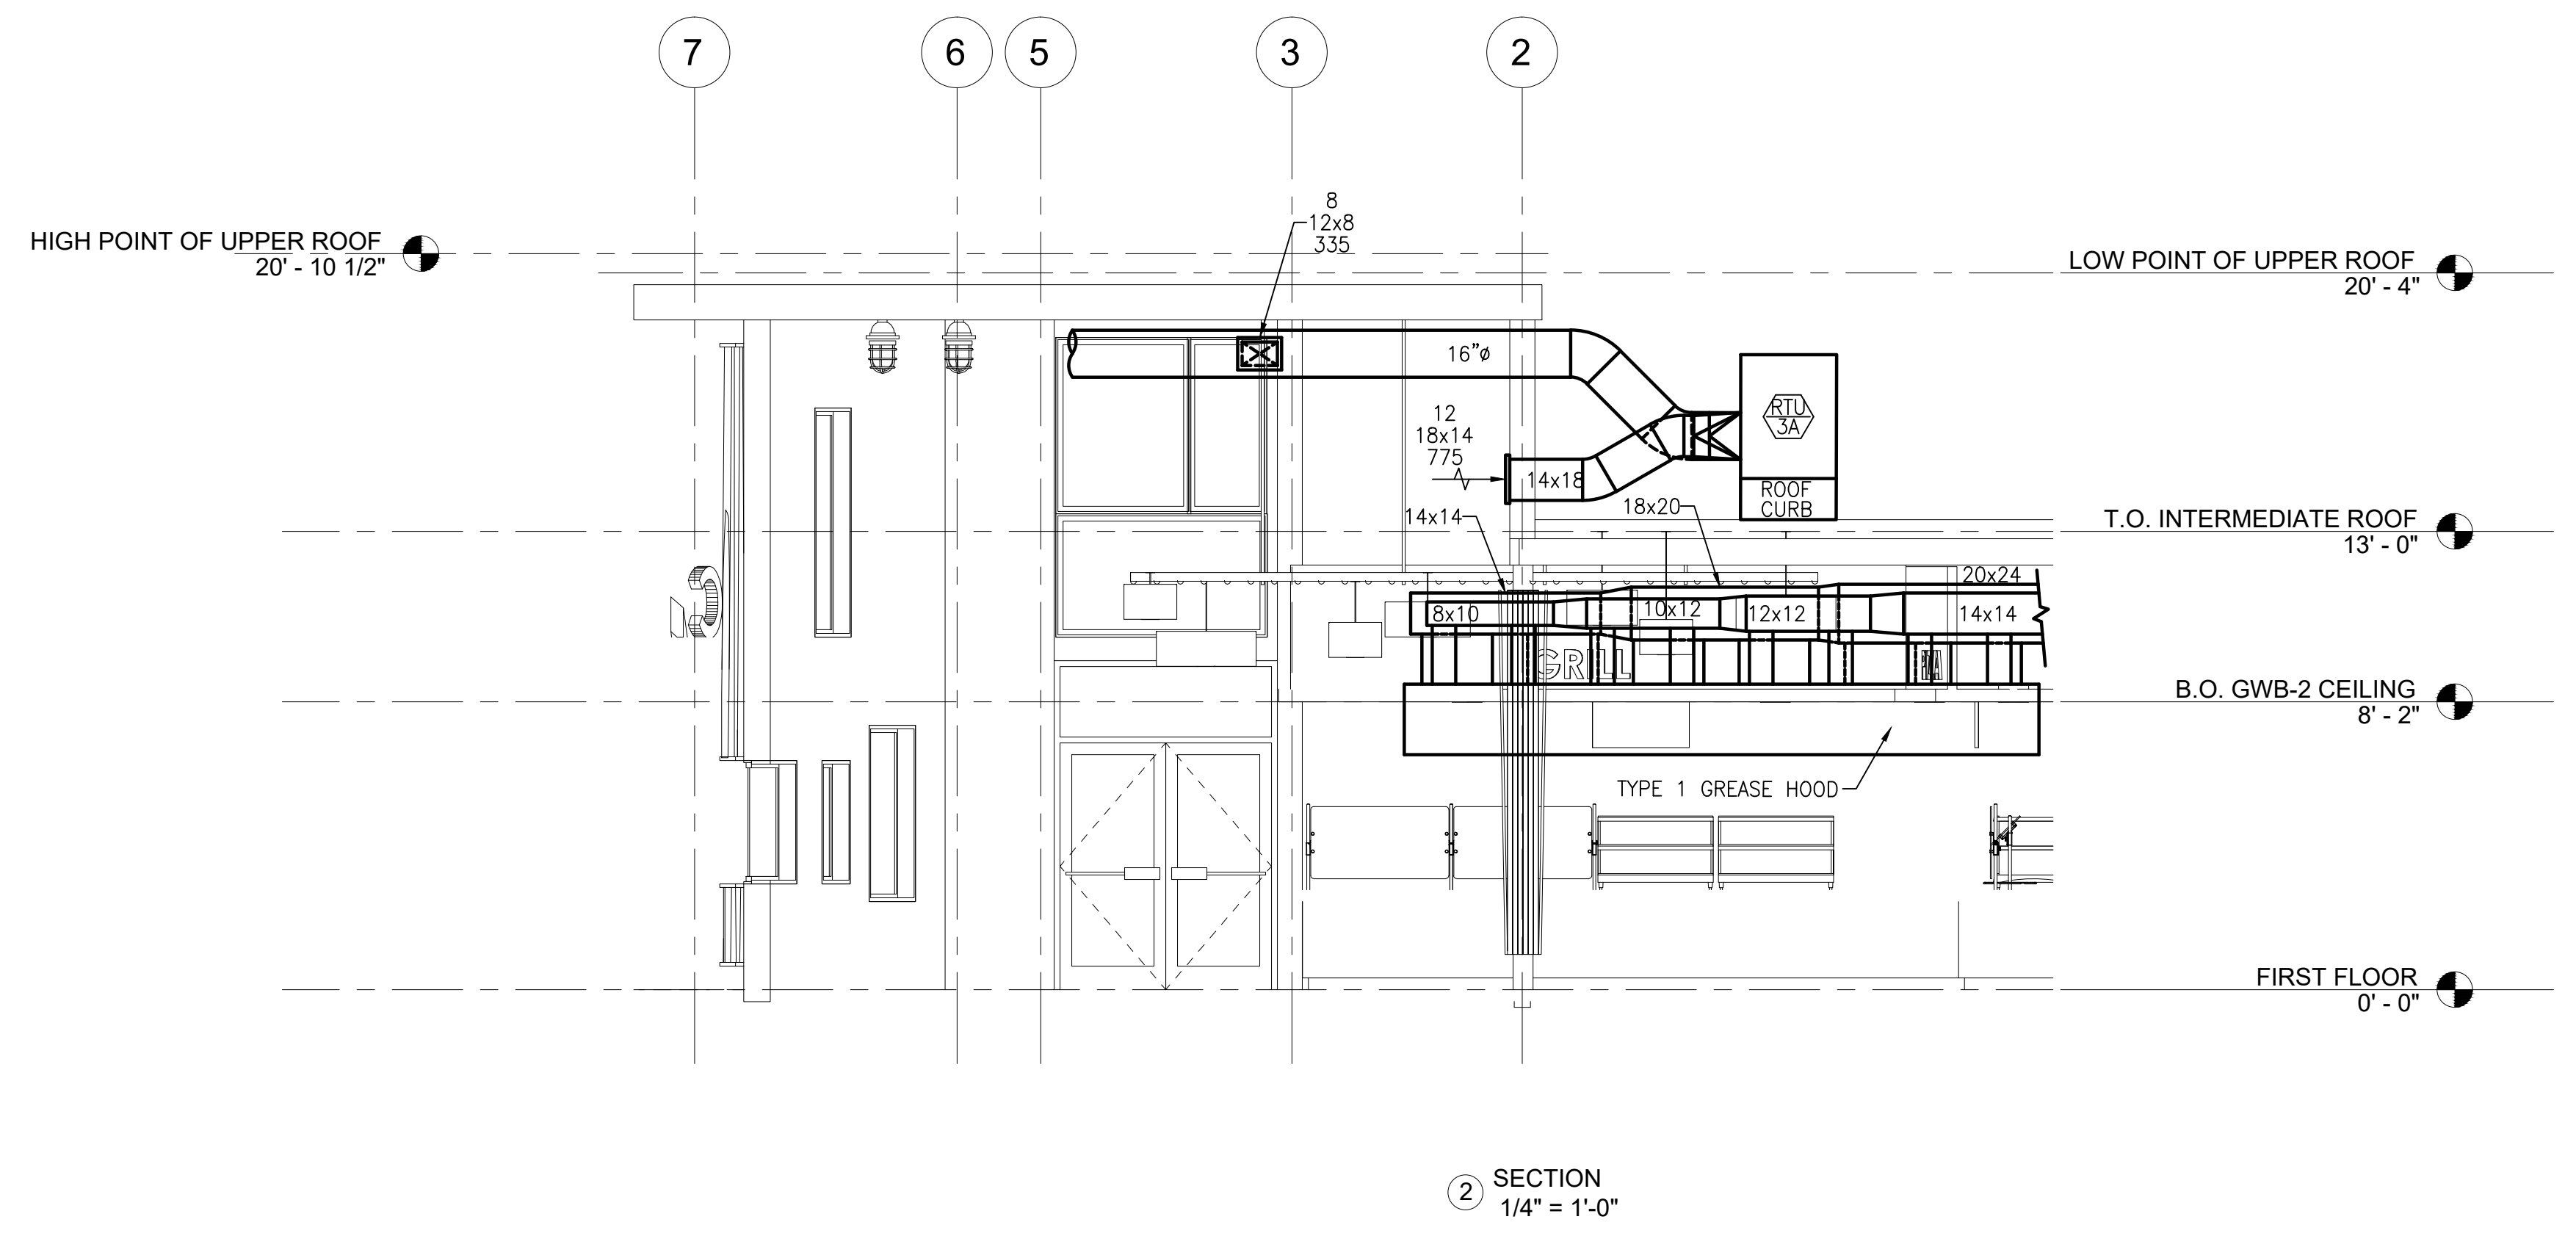 7
6
5
3
2
8
12x8
335
HIGH POINT OF UPPER ROOF
20' - 10 1/2"
LOW POINT OF UPPER ROOF
20' - 4"
16"ø
RTU
3A
12
18x14
775
14x18
ROOF
CURB
14x14
18x20
T.O. INTERMEDIATE ROOF
13' - 0"
20x24
8x10
10x12
12x12
14x14
GRILL
B.O. GWB-2 CEILING
8' - 2"
TYPE 1 GREASE HOOD
FIRST FLOOR
0' - 0"
2
SECTION
1/4" = 1'-0"